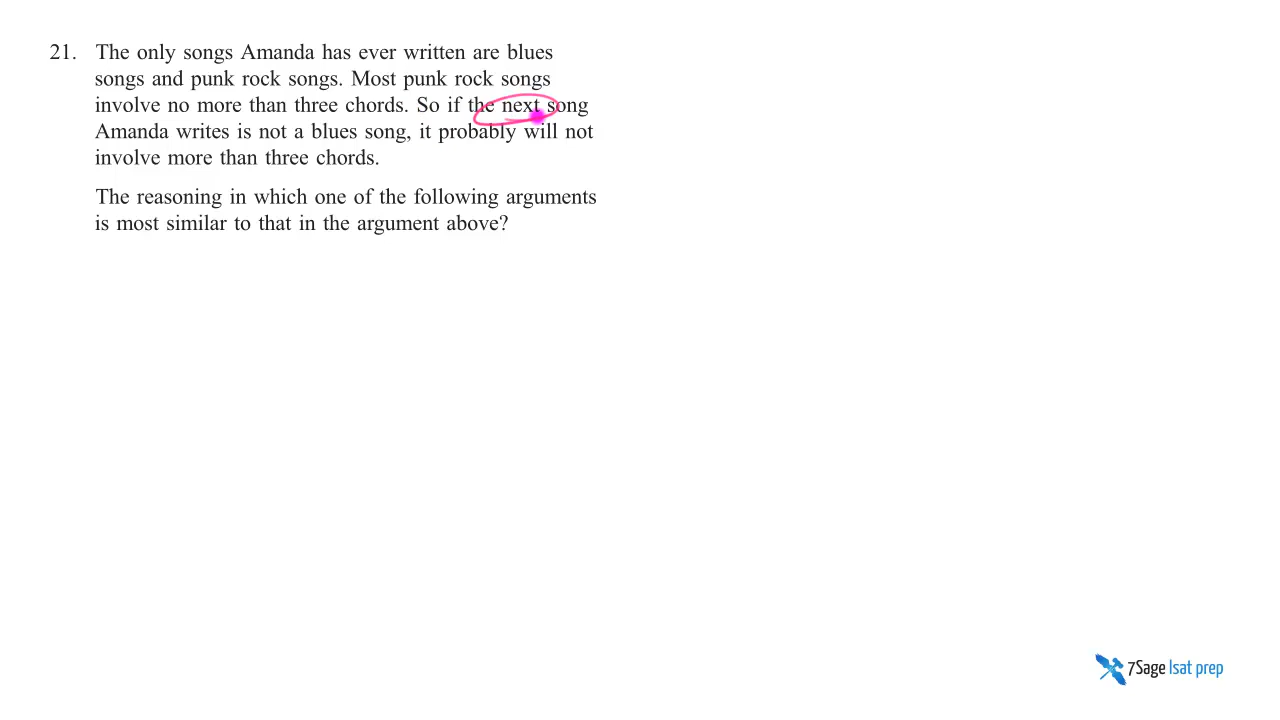 21. The only songs Amanda has ever written are blues
songs and punk rock songs. Most punk rock songs
involve no more than three chords. So if the next song
Amanda writes is not a blues song, it probably will not
involve more than three chords.
The reasoning in which one of the following arguments
is most similar to that in the argument above?
7Sage lsat prep